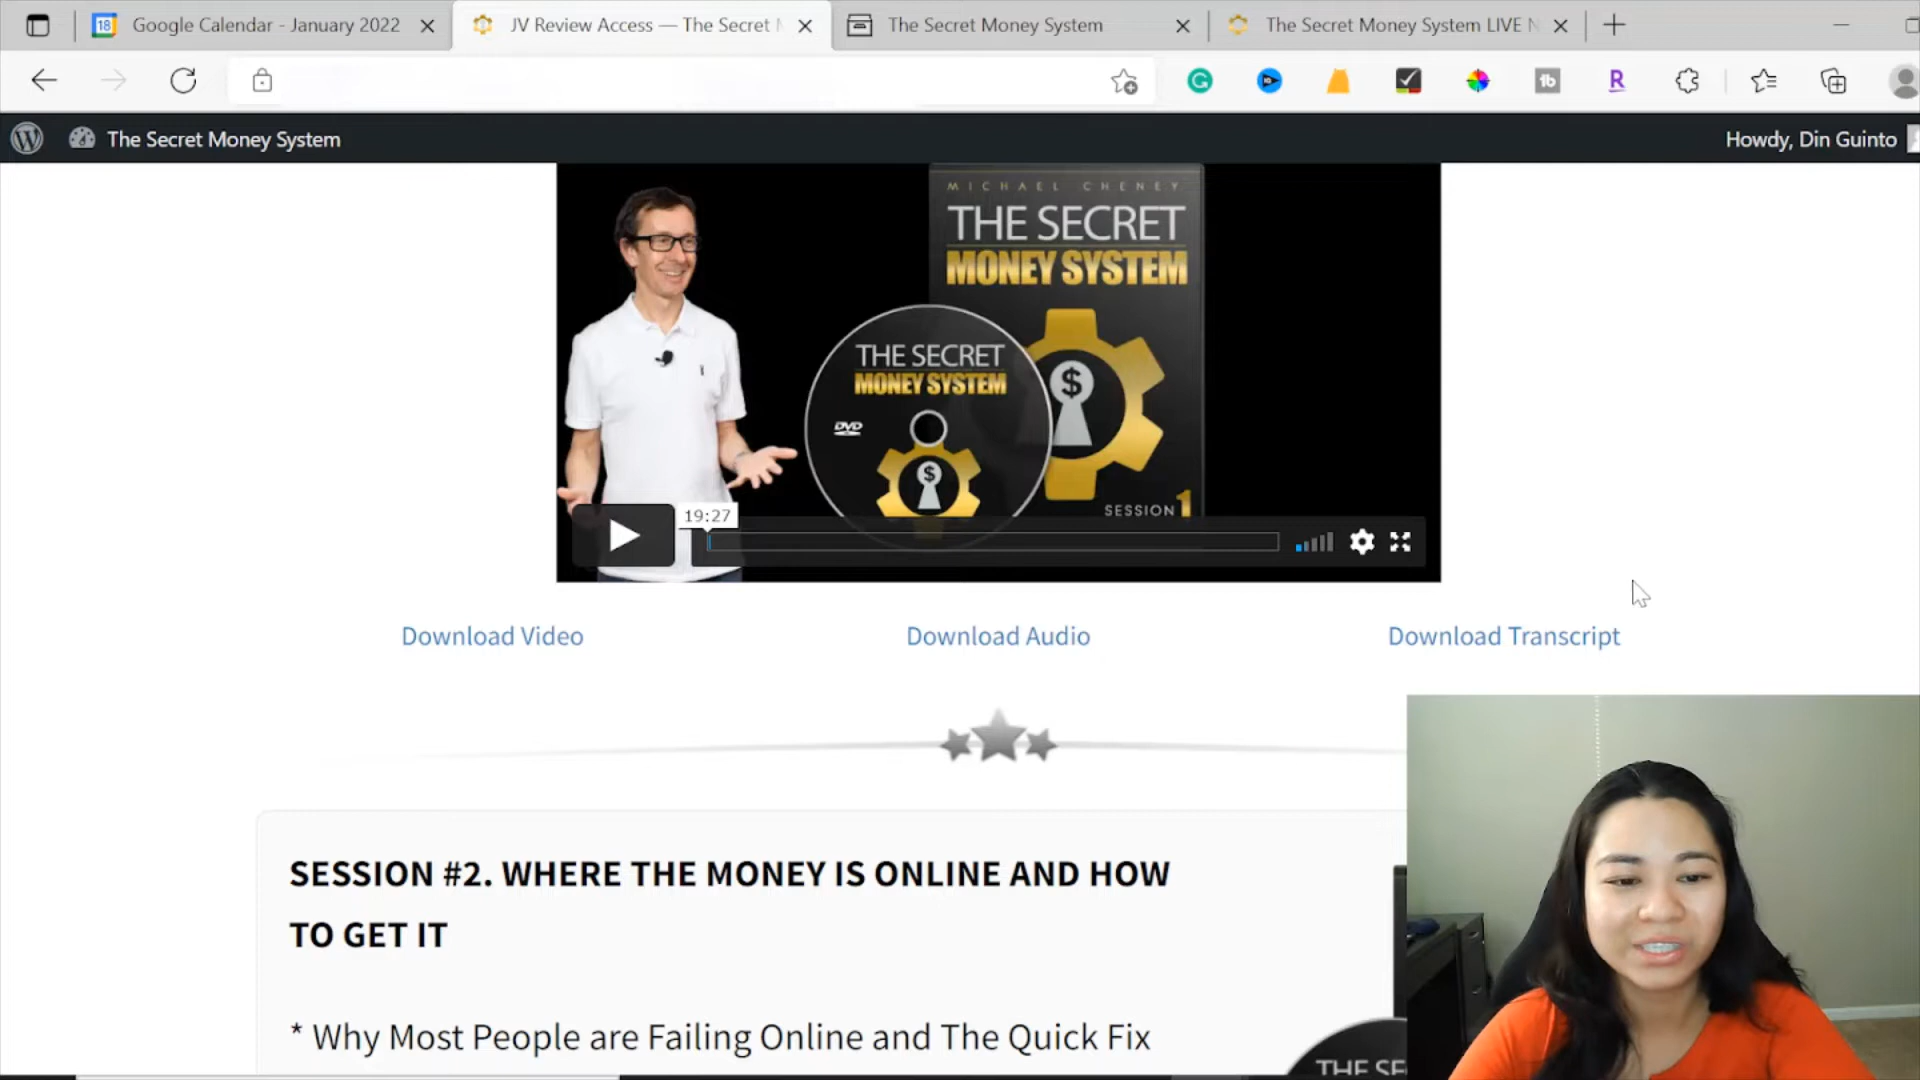 18 Google Calendar - January 2022
JV Review Access — The Secret
The Secret Money System
The Secret Money System LIVE
The Secret Money System
Howdy, Din Guinto
MICHAEL CHENEY
THE SECRET
MONEY SYSTEM
THE SECRET
MONEY SYSTEM
DVD
$
$
SESSION 1
19:27
Download Video
Download Audio
Download Transcript
SESSION #2. WHERE THE MONEY IS ONLINE AND HOW
TO GET IT
* Why Most People are Failing Online and The Quick Fix
THE SE